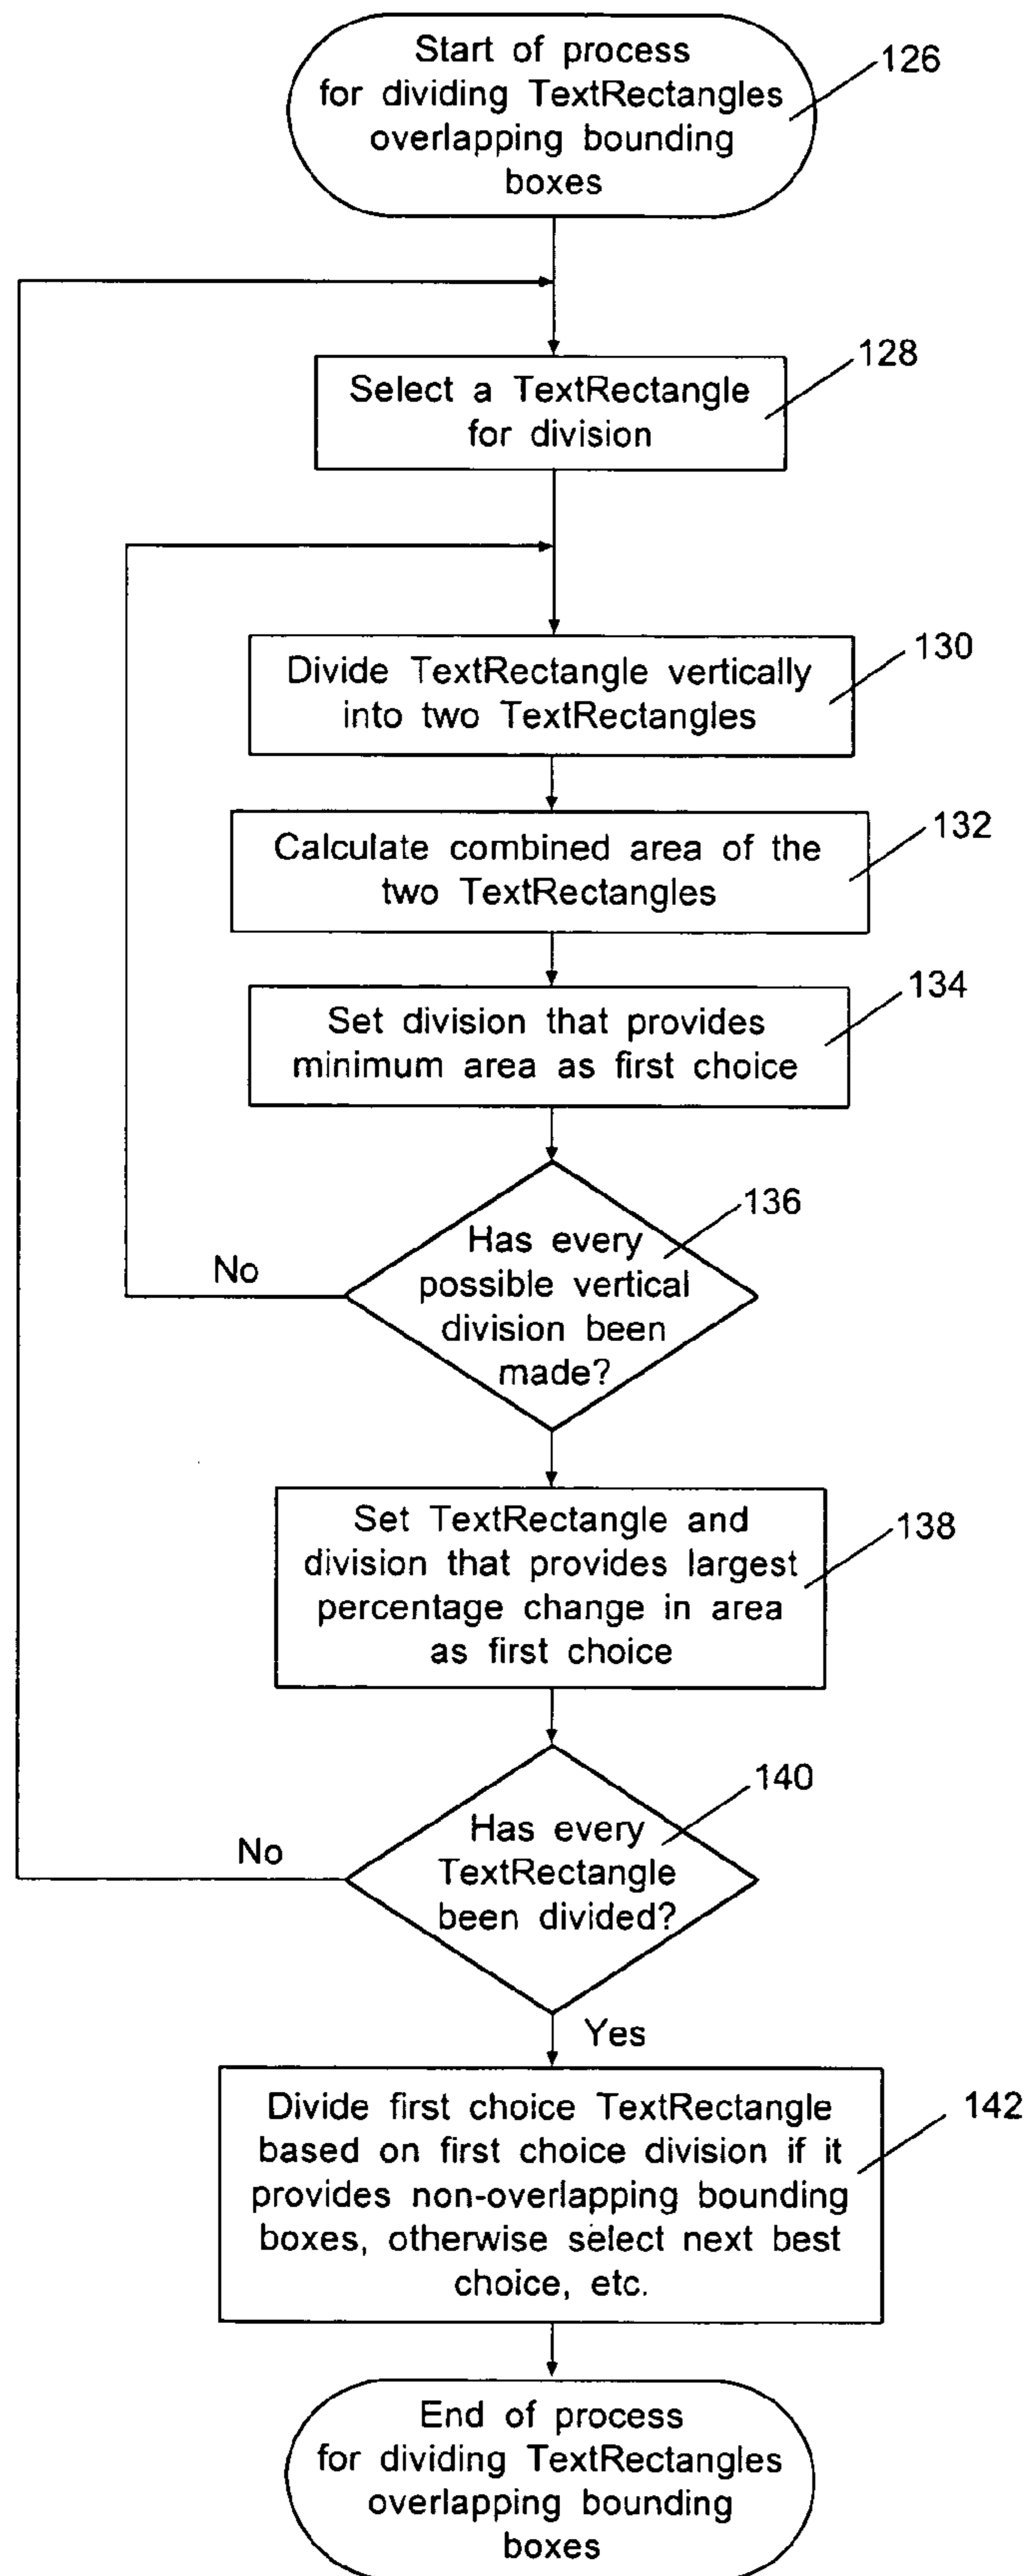 Start of process
for dividing TextRectangles
overlapping bounding
boxes
126
Select a TextRectangle
for division
128
Divide TextRectangle vertically
into two TextRectangles
130
Calculate combined area of the
two TextRectangles
132
Set division that provides
minimum area as first choice
134
Has every
possible vertical
division been
made?
136
No
Set TextRectangle and
division that provides largest
percentage change in area
as first choice
138
Has every
TextRectangle
been divided?
140
No
Yes
Divide first choice TextRectangle
based on first choice division if it
provides non-overlapping bounding
boxes, otherwise select next best
choice, etc.
142
End of process
for dividing TextRectangles
overlapping bounding
boxes